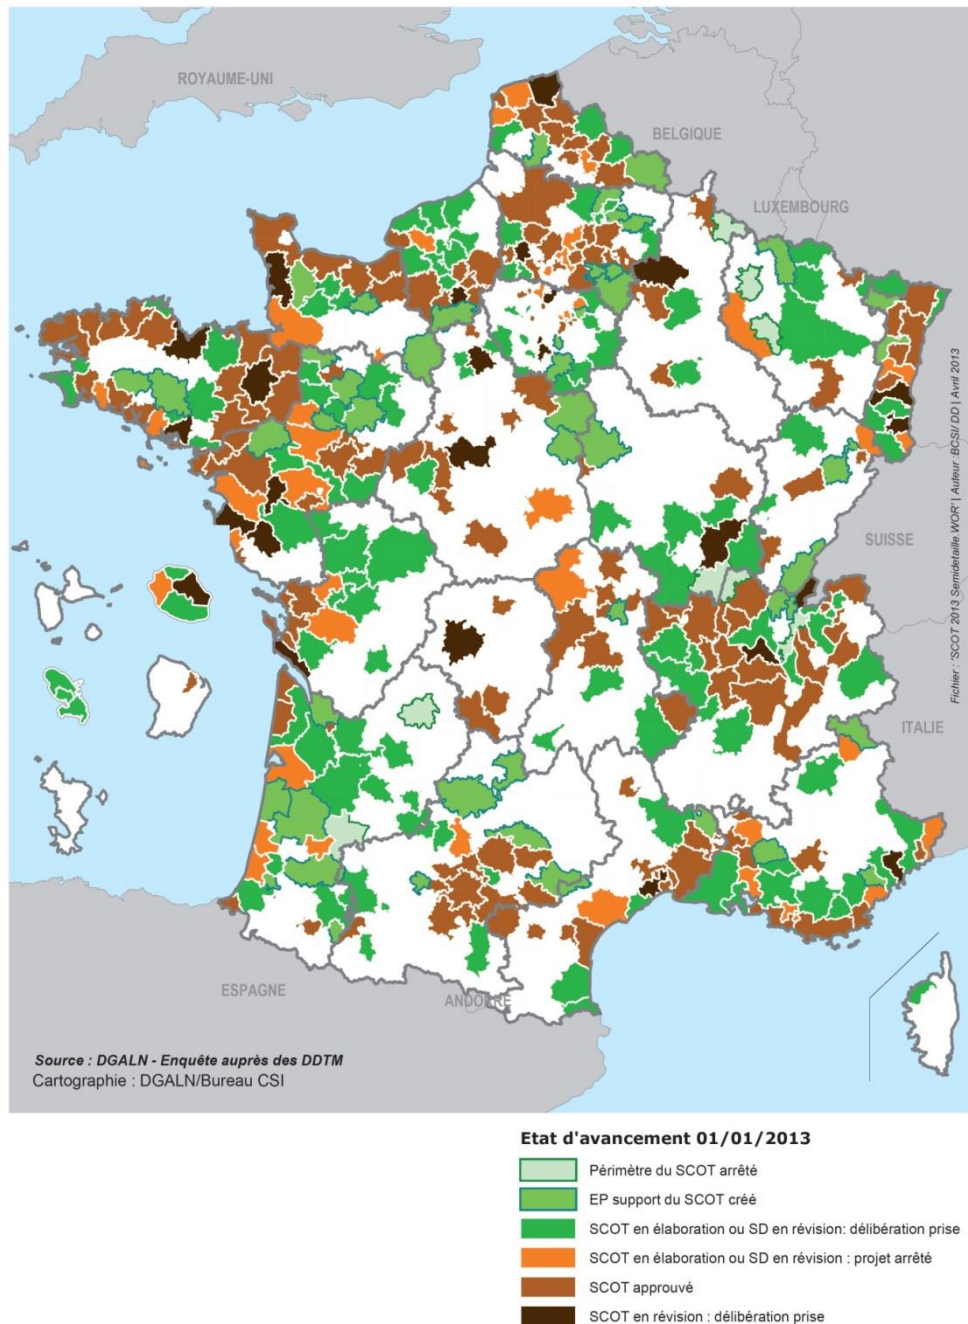 ROYAUME-UNI
BELGIQUE
LUXEMBOURG
SUISSE
ITALIE
ESPAGNE
ANDORRE
Fichier : 'SCOT 2013 Semidetaille.WOR' | Auteur :BCSI/ DD | Avril 2013
Source : DGALN - Enquête auprès des DDTM
Cartographie : DGALN/Bureau CSI
Etat d'avancement 01/01/2013
Périmètre du SCOT arrêté
EP support du SCOT créé
SCOT en élaboration ou SD en révision: délibération prise
SCOT en élaboration ou SD en révision : projet arrêté
SCOT approuvé
SCOT en révision : délibération prise